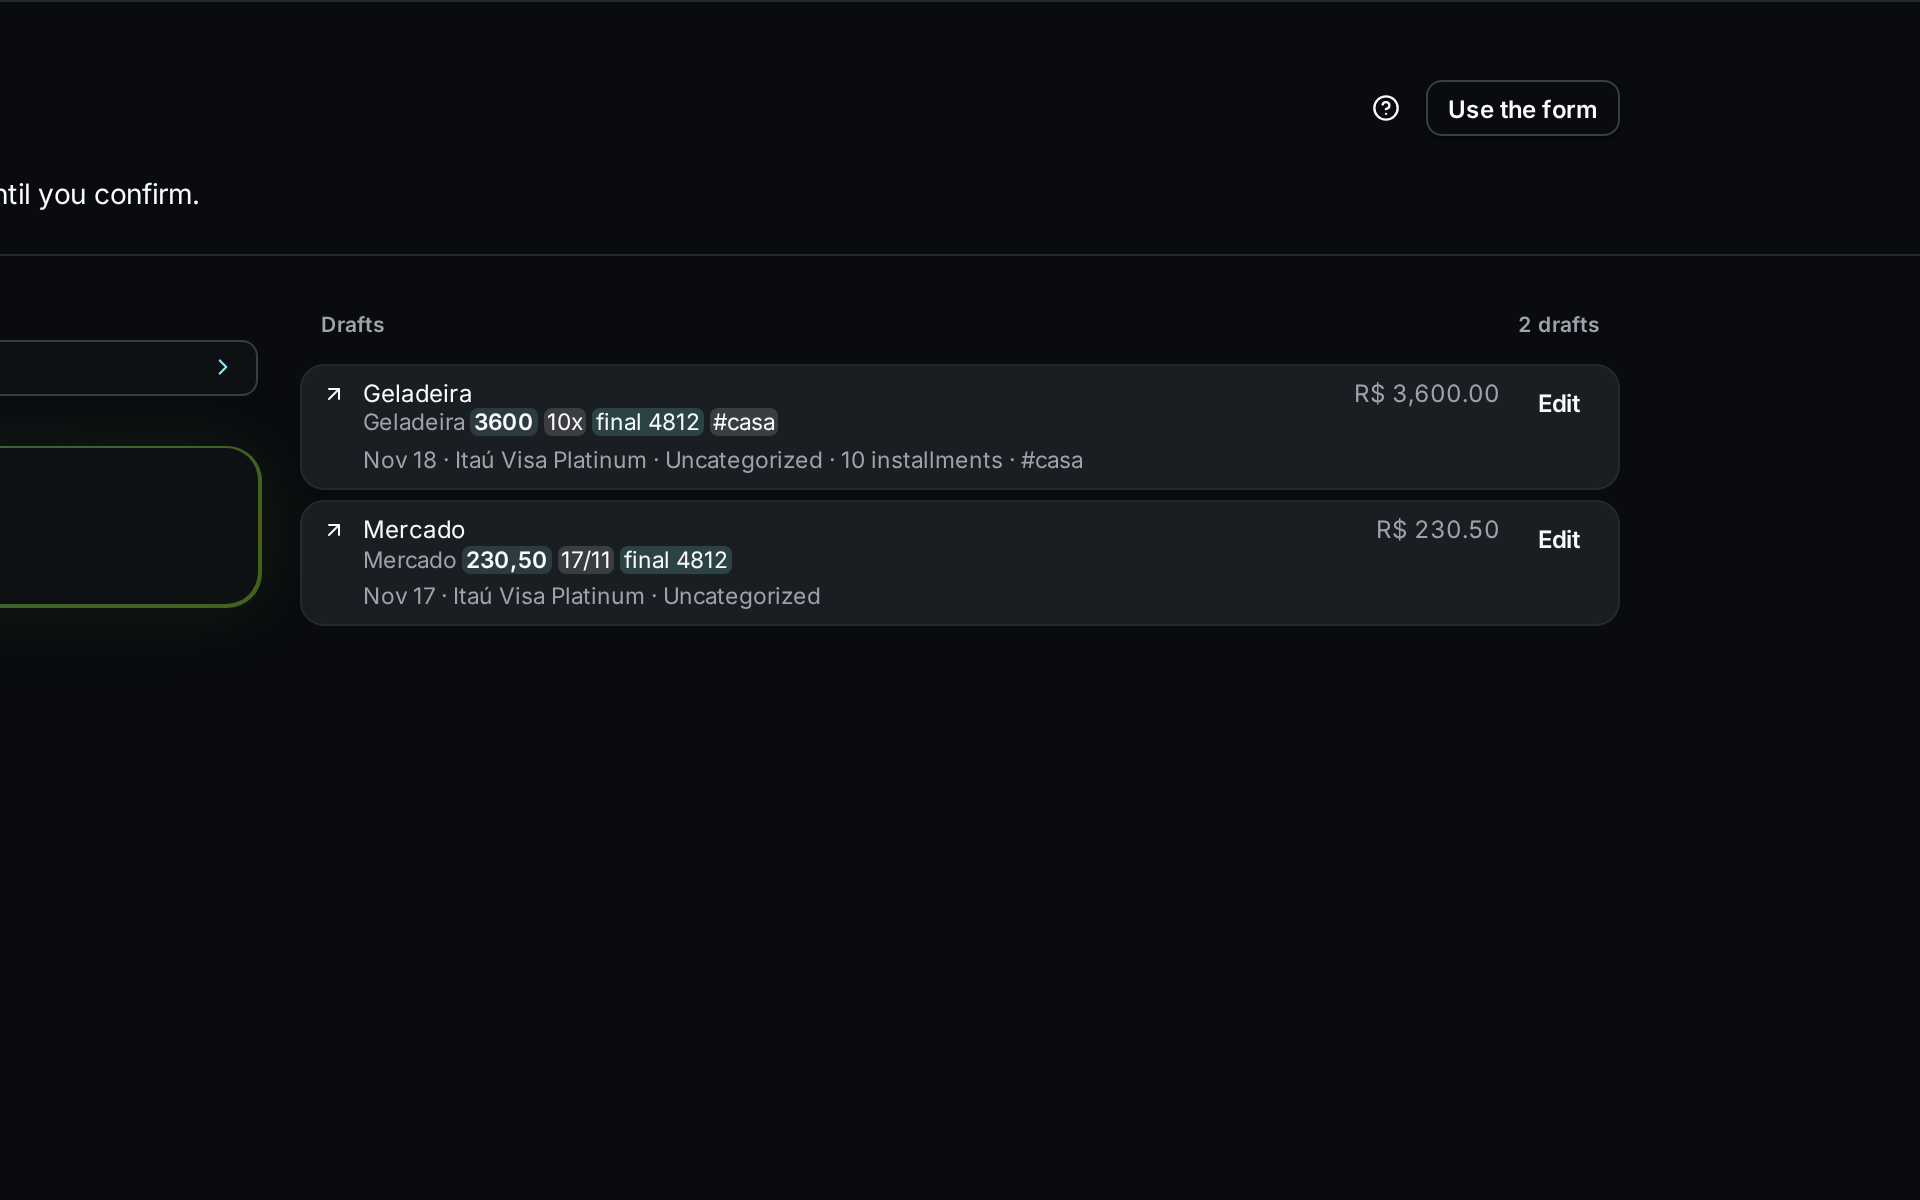 Use the form
ntil you confirm.
Drafts
2 drafts
Geladeira
R$ 3,600.00
Edit
Geladeira 3600 10x final 4812 #casa
Nov 18 · Itaú Visa Platinum · Uncategorized · 10 installments · #casa
Mercado
R$ 230.50
Edit
Mercado 230,50 17/11 final 4812
Nov 17 · Itaú Visa Platinum · Uncategorized